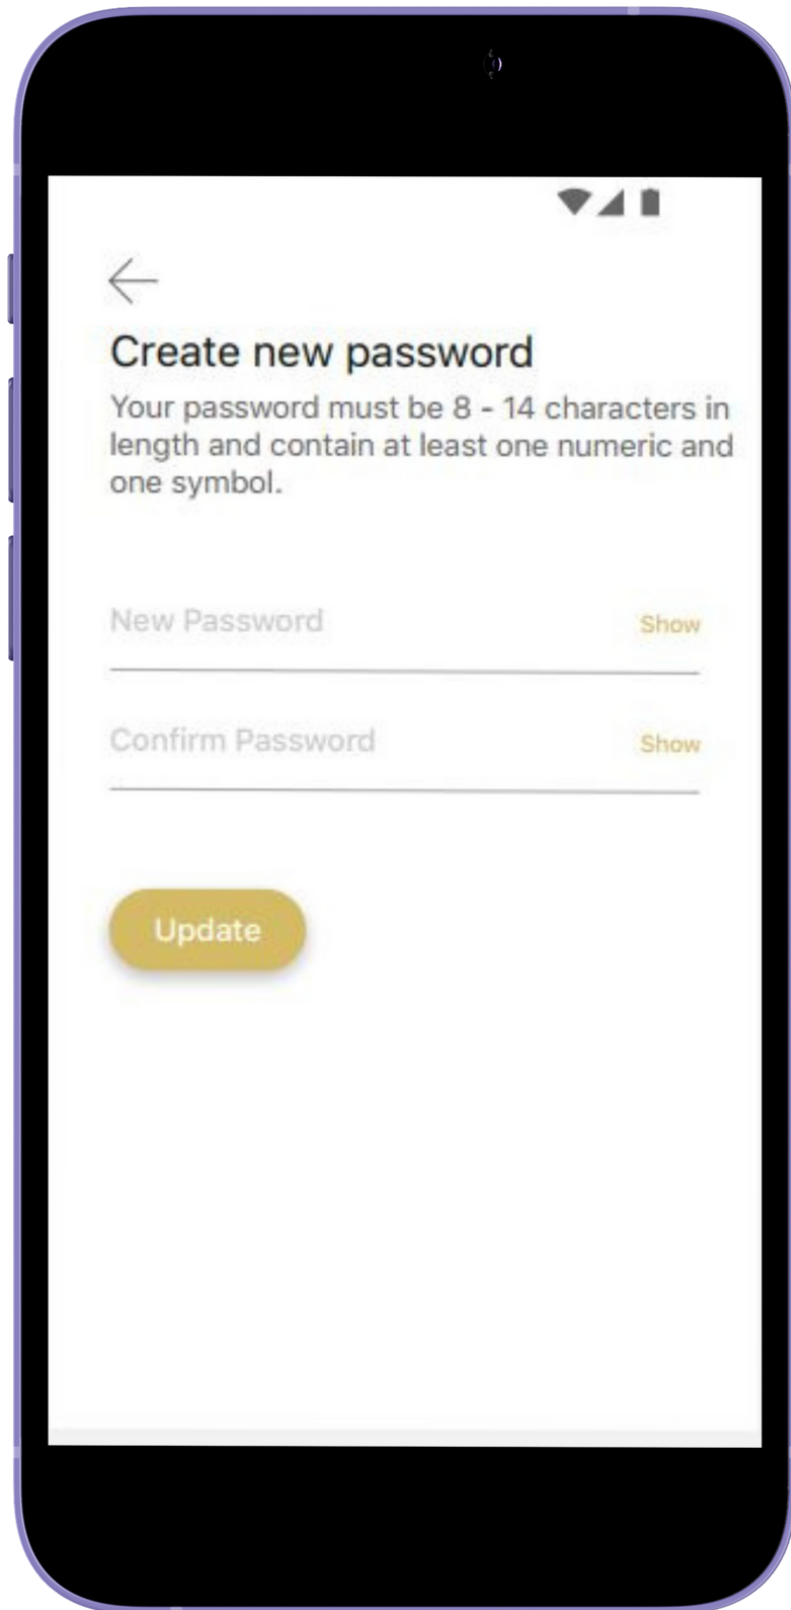 Create new password
Your password must be 8 - 14 characters in
length and contain at least one numeric and
one symbol.
New Password
Show
Confirm Password
Show
Update